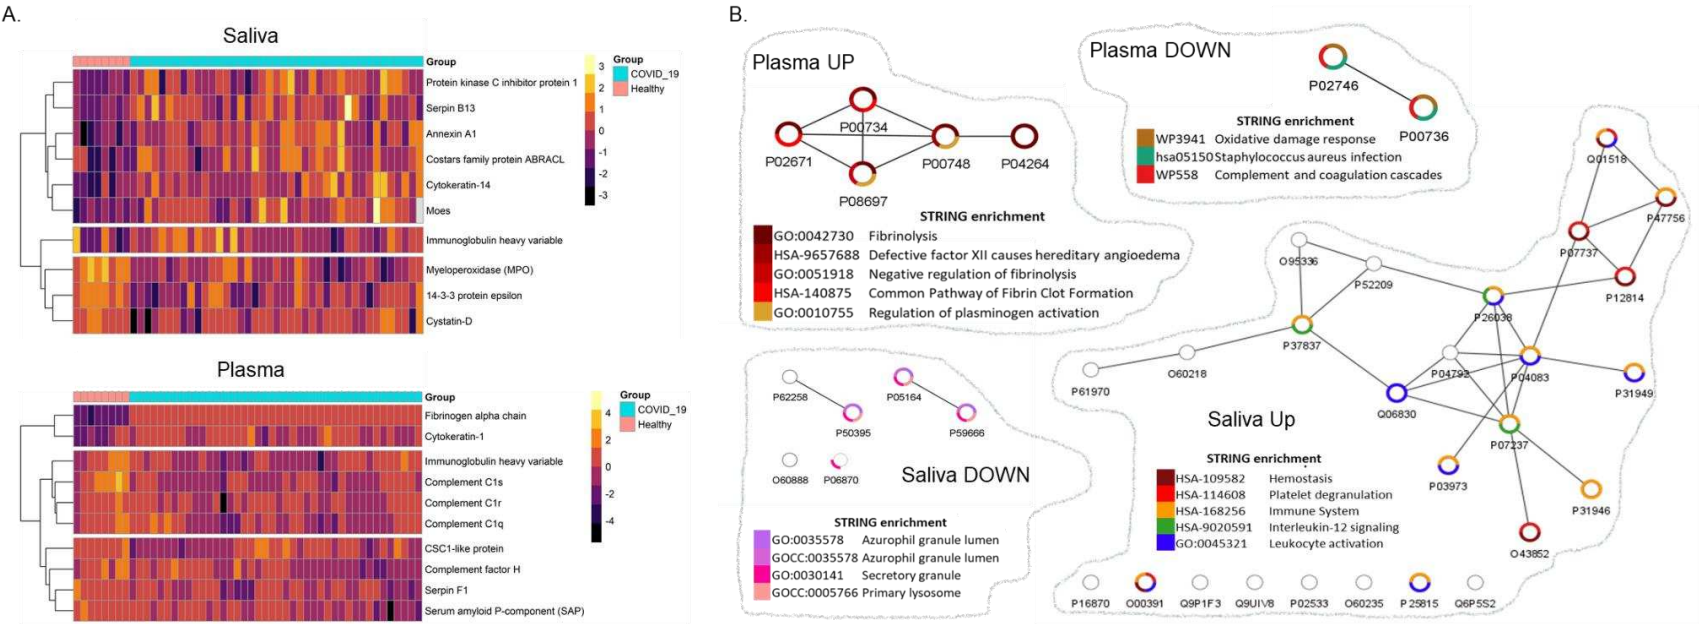 A.
Saliva
Group
Protein kinase C inhibitor protein 1
Serpin B13
Annexin A1
Costars family protein ABRACL
Cytokeratin-14
Moes
Immunoglobulin heavy variable
Myeloperoxidase (MPO)
14-3-3 protein epsilon
Cystatin-D
3
2
1
0
-1
-2
-3
Group
COVID_19
Healthy
Plasma
Group
Fibrinogen alpha chain
Cytokeratin-1
Immunoglobulin heavy variable
Complement C1s
Complement C1r
Complement C1q
CSC1-like protein
Complement factor H
Serpin F1
Serum amyloid P-component (SAP)
4
2
0
-2
-4
Group
COVID_19
Healthy
B.
Plasma UP
P00734
P02671
P00748
P04264
P08697
STRING enrichment
GO:0042730 Fibrinolysis
HSA-9657688 Defective factor XII causes hereditary angioedema
GO:0051918 Negative regulation of fibrinolysis
HSA-140875 Common Pathway of Fibrin Clot Formation
GO:0010755 Regulation of plasminogen activation
Plasma DOWN
P02746
P00736
STRING enrichment
WP3941 Oxidative damage response
hsa05150 Staphylococcus aureus infection
WP558 Complement and coagulation cascades
P62258
P05164
P50395
P59666
O60888
P06870
Saliva DOWN
STRING enrichment
GO:0035578 Azurophil granule lumen
GOCC:0035578 Azurophil granule lumen
GO:0030141 Secretory granule
GOCC:0005766 Primary lysosome
Q01518
P47756
P07737
P12814
O95336
P52209
P26038
P37837
P61970
O60218
P04792
P04083
P31949
Q06830
P07237
P03973
P31946
O43852
Saliva Up
STRING enrichment
HSA-109582 Hemostasis
HSA-114608 Platelet degranulation
HSA-168256 Immune System
HSA-9020591 Interleukin-12 signaling
GO:0045321 Leukocyte activation
P16870
O00391
Q9P1F3
Q9UIV8
P02533
O60235
P25815
Q6P5S2